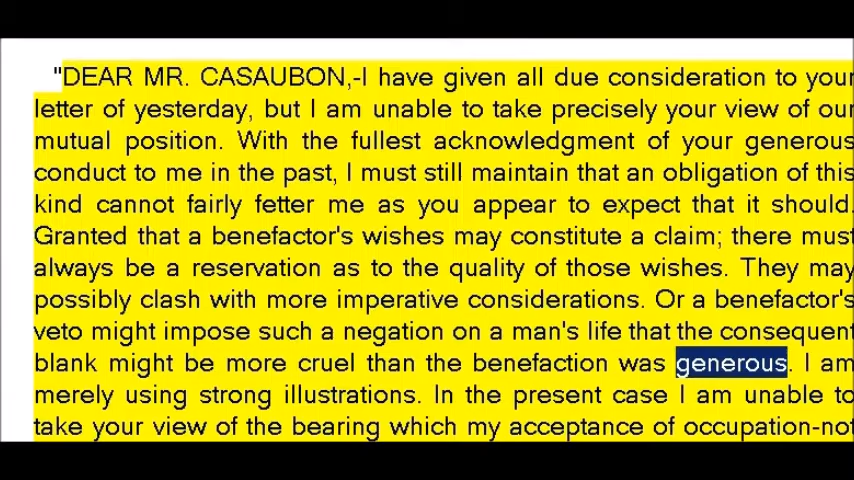 "DEAR MR. CASAUBON,-I have given all due consideration to your
letter of yesterday, but I am unable to take precisely your view of our
mutual position. With the fullest acknowledgment of your generous
conduct to me in the past, I must still maintain that an obligation of this
kind cannot fairly fetter me as you appear to expect that it should.
Granted that a benefactor's wishes may constitute a claim; there must
always be a reservation as to the quality of those wishes. They may
possibly clash with more imperative considerations. Or a benefactor's
veto might impose such a negation on a man's life that the consequent
blank might be more cruel than the benefaction was generous. I am
merely using strong illustrations. In the present case I am unable to
take your view of the bearing which my acceptance of occupation-not